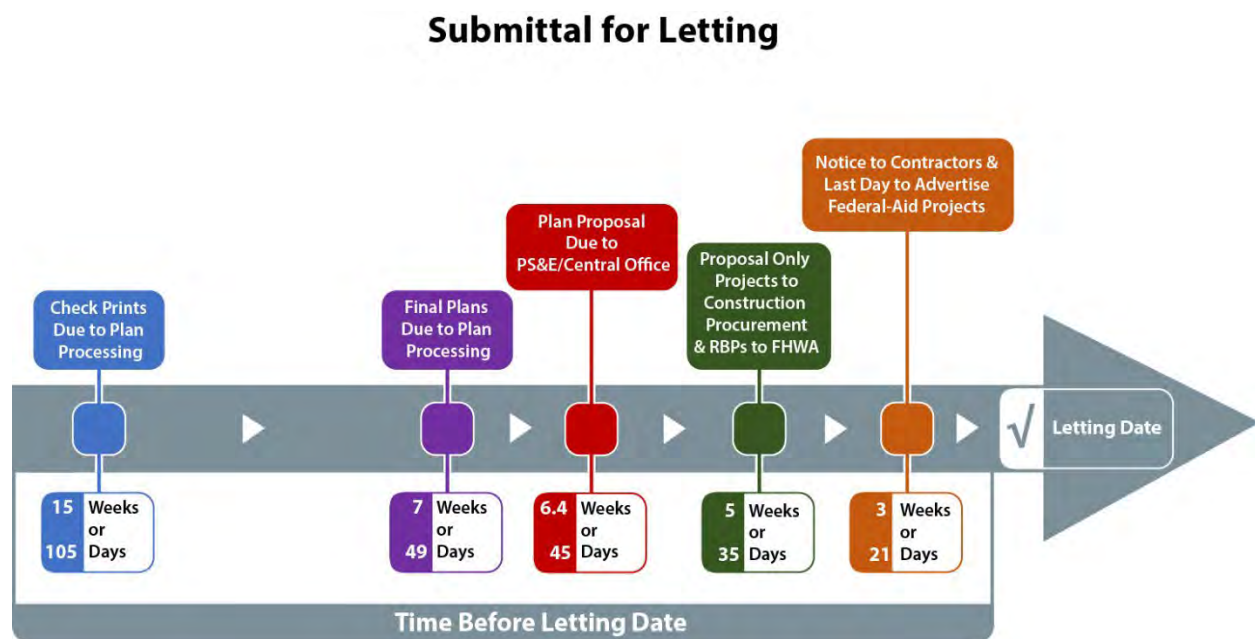 Submittal for Letting
Check Prints
Due to Plan
Processing
Final Plans
Due to Plan
Processing
Plan Proposal
Due to
PS&E/Central Office
Proposal Only
Projects to
Construction
Procurement
& RBPs to FHWA
Notice to Contractors &
Last Day to Advertise
Federal-Aid Projects
√ Letting Date
15 Weeks
or
105 Days
7 Weeks
or
49 Days
6.4 Weeks
or
45 Days
5 Weeks
or
35 Days
3 Weeks
or
21 Days
Time Before Letting Date